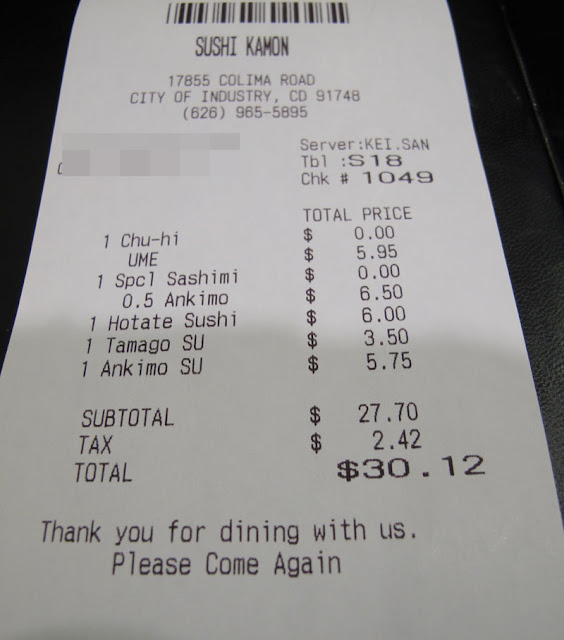 SUSHI KAMON
17855 COLIMA ROAD
CITY OF INDUSTRY, CD 91748
(626) 965-5895
Server:KEI.SAN
Tbl :S18
Chk # 1049
TOTAL PRICE
1 Chu-hi $ 0.00
UME $ 5.95
1 Spcl Sashimi $ 0.00
0.5 Ankimo $ 6.50
1 Hotate Sushi $ 6.00
1 Tamago SU $ 3.50
1 Ankimo SU $ 5.75
SUBTOTAL $ 27.70
TAX $ 2.42
TOTAL $30.12
Thank you for dining with us.
Please Come Again